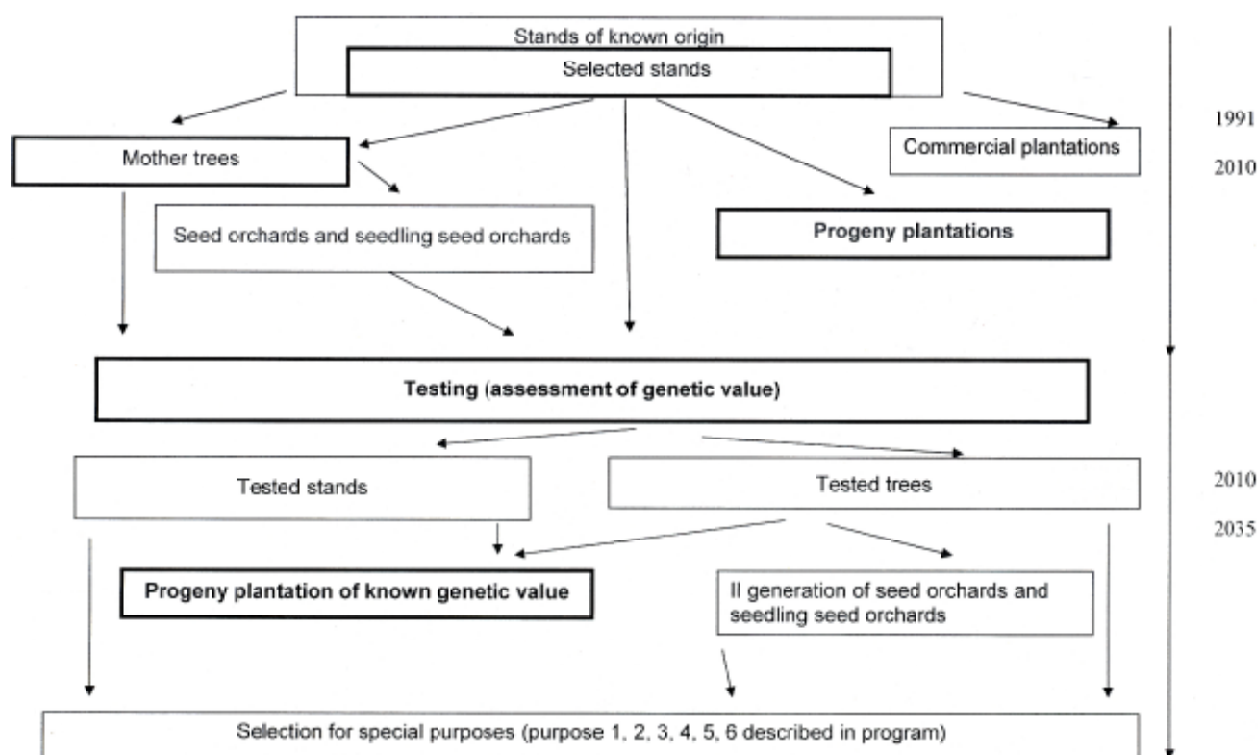 Stands of known origin
Selected stands
1991
Commercial plantations
Mother trees
2010
Seed orchards and seedling seed orchards
Progeny plantations
Testing (assessment of genetic value)
Tested stands
Tested trees
2010
2035
Progeny plantation of known genetic value
II generation of seed orchards and
seedling seed orchards
Selection for special purposes (purpose 1, 2, 3, 4, 5, 6 described in program)